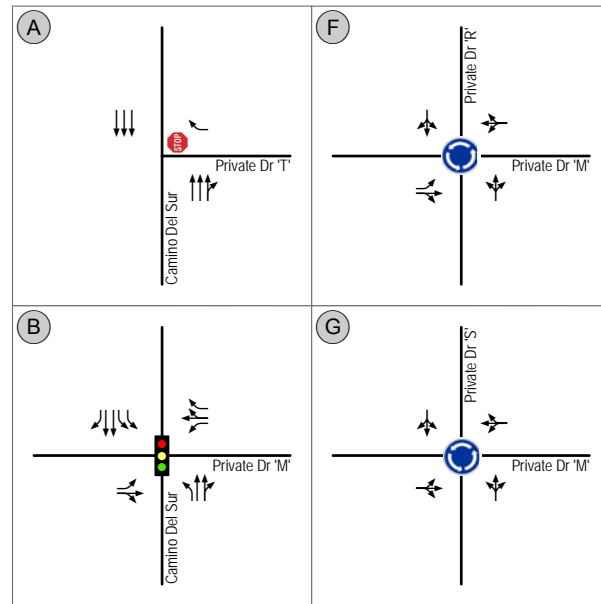 A
STOP
Private Dr 'T'
Camino Del Sur
F
Private Dr 'R'
Private Dr 'M'
B
Private Dr 'M'
Camino Del Sur
G
Private Dr 'S'
Private Dr 'M'